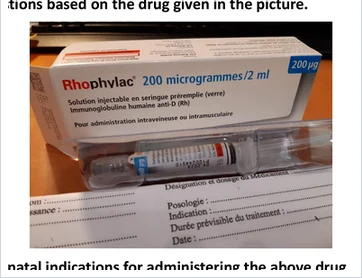 tions based on the drug given in the picture.
200 µg
Rhophylac® 200 microgrammes/2 ml
Solution injectable en seringue préremplie (verre)
Immunoglobuline humaine anti-D (Rh)
Pour administration intraveineuse ou intramusculaire
Désignation et dosage du
om :
Posologie :
ssance :
Indication :
Durée prévisible du traitement :
Date :
natal indications for administering the above drug